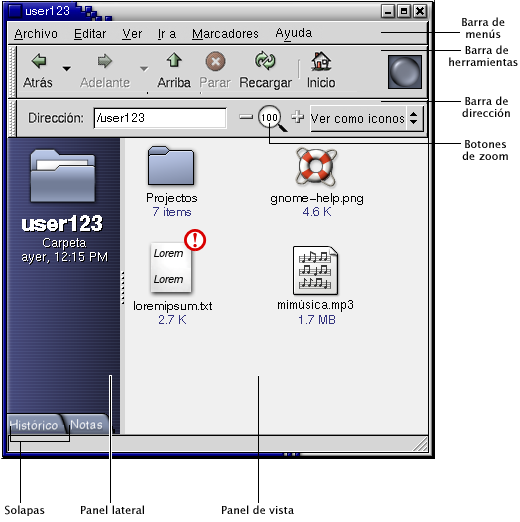 user123
Archivo Editar Ver Ir a Marcadores Ayuda
Barra de menús
Barra de herramientas
Atrás Adelante Arriba Parar Recargar Inicio
Barra de dirección
Dirección: /user123 100 Ver como iconos
Botones de zoom
user123
Carpeta
ayer, 12:15 PM
Projectos
7 items
gnome-help.png
4.6 K
Lorem
Lorem
loremipsum.txt
2.7 K
mimúsica.mp3
1.7 MB
Histórico Notas
Solapas Panel lateral Panel de vista